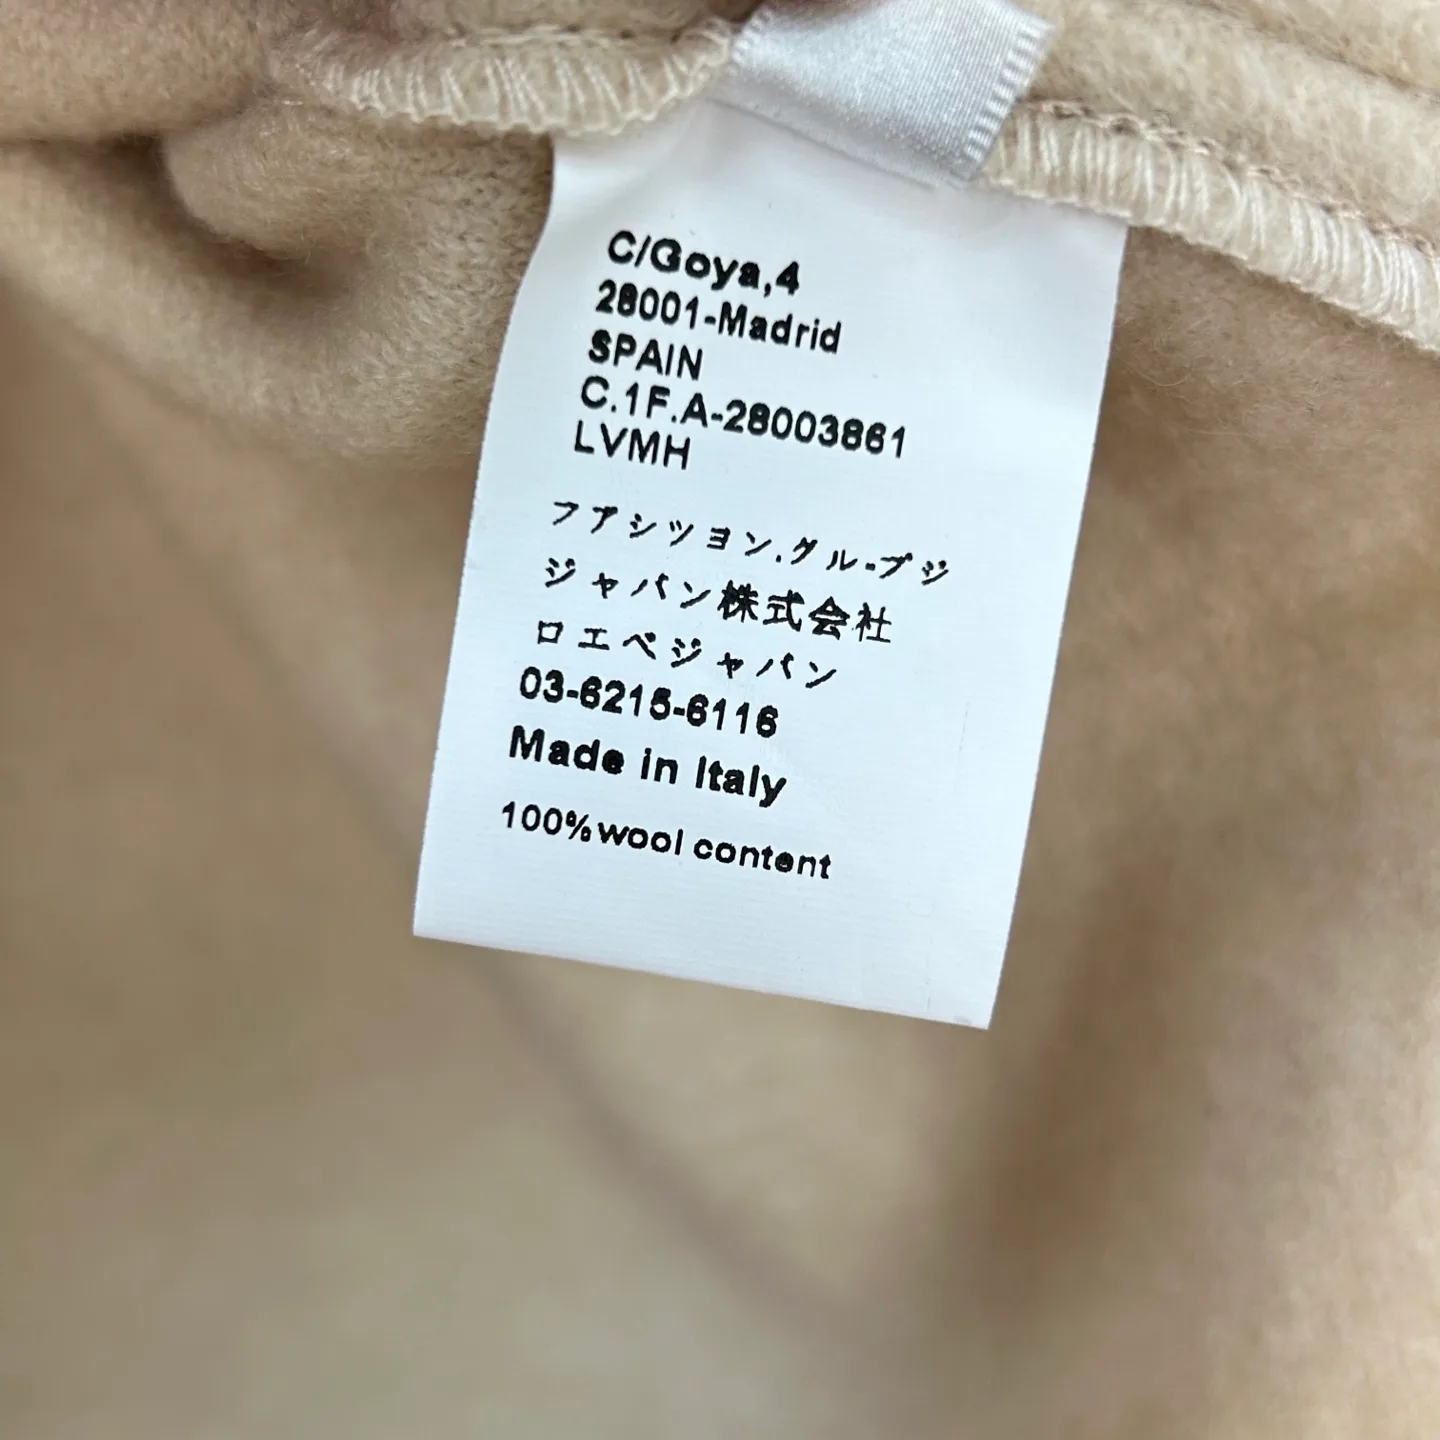 C/Goya,4
28001-Madrid
SPAIN
C.1F.A-28003861
LVMH
フアシツヨン.グル-プジ
ジャパン株式会社
ロエベジャパン
03-6215-6116
Made in Italy
100%wool content